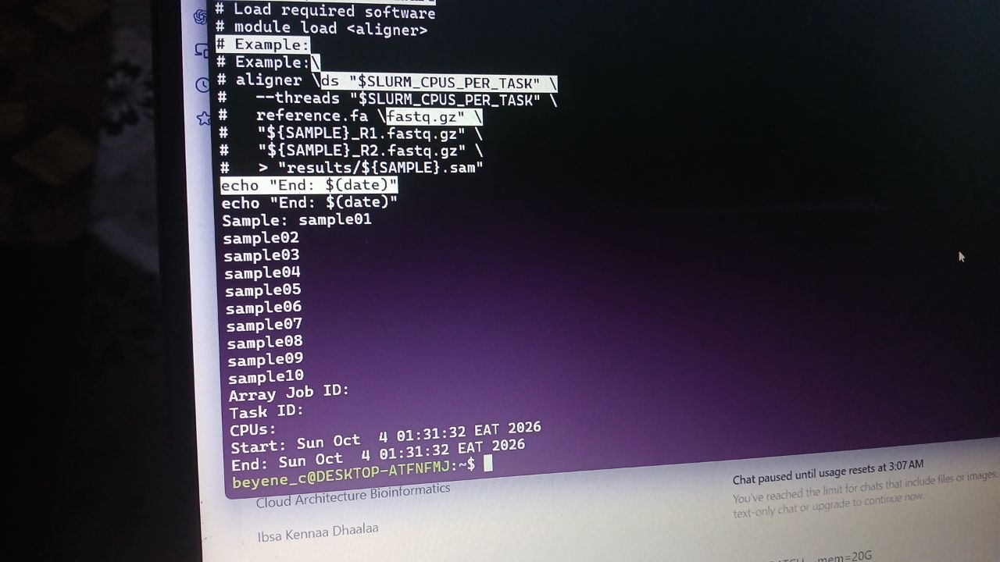 # Load required software
# module load <aligner>
# Example:
# Example:\
# aligner \ds "$SLURM_CPUS_PER_TASK" \
#   --threads "$SLURM_CPUS_PER_TASK" \
#   reference.fa \fastq.gz" \
#   "${SAMPLE}_R1.fastq.gz" \
#   "${SAMPLE}_R2.fastq.gz" \
#   > "results/${SAMPLE}.sam"
echo "End: $(date)"
echo "End: $(date)"
Sample: sample01
sample02
sample03
sample04
sample05
sample06
sample07
sample08
sample09
sample10
Array Job ID:
Task ID:
CPUs:
Start: Sun Oct  4 01:31:32 EAT 2026
End: Sun Oct  4 01:31:32 EAT 2026
beyene_c@DESKTOP-ATFNFMJ:~$
Cloud Architecture Bioinformatics
Ibsa Kennaa Dhaalaa
Chat paused until usage resets at 3:07 AM
You've reached the limit for chats that include files or images.
text-only chat or upgrade to continue now.
mem=20G